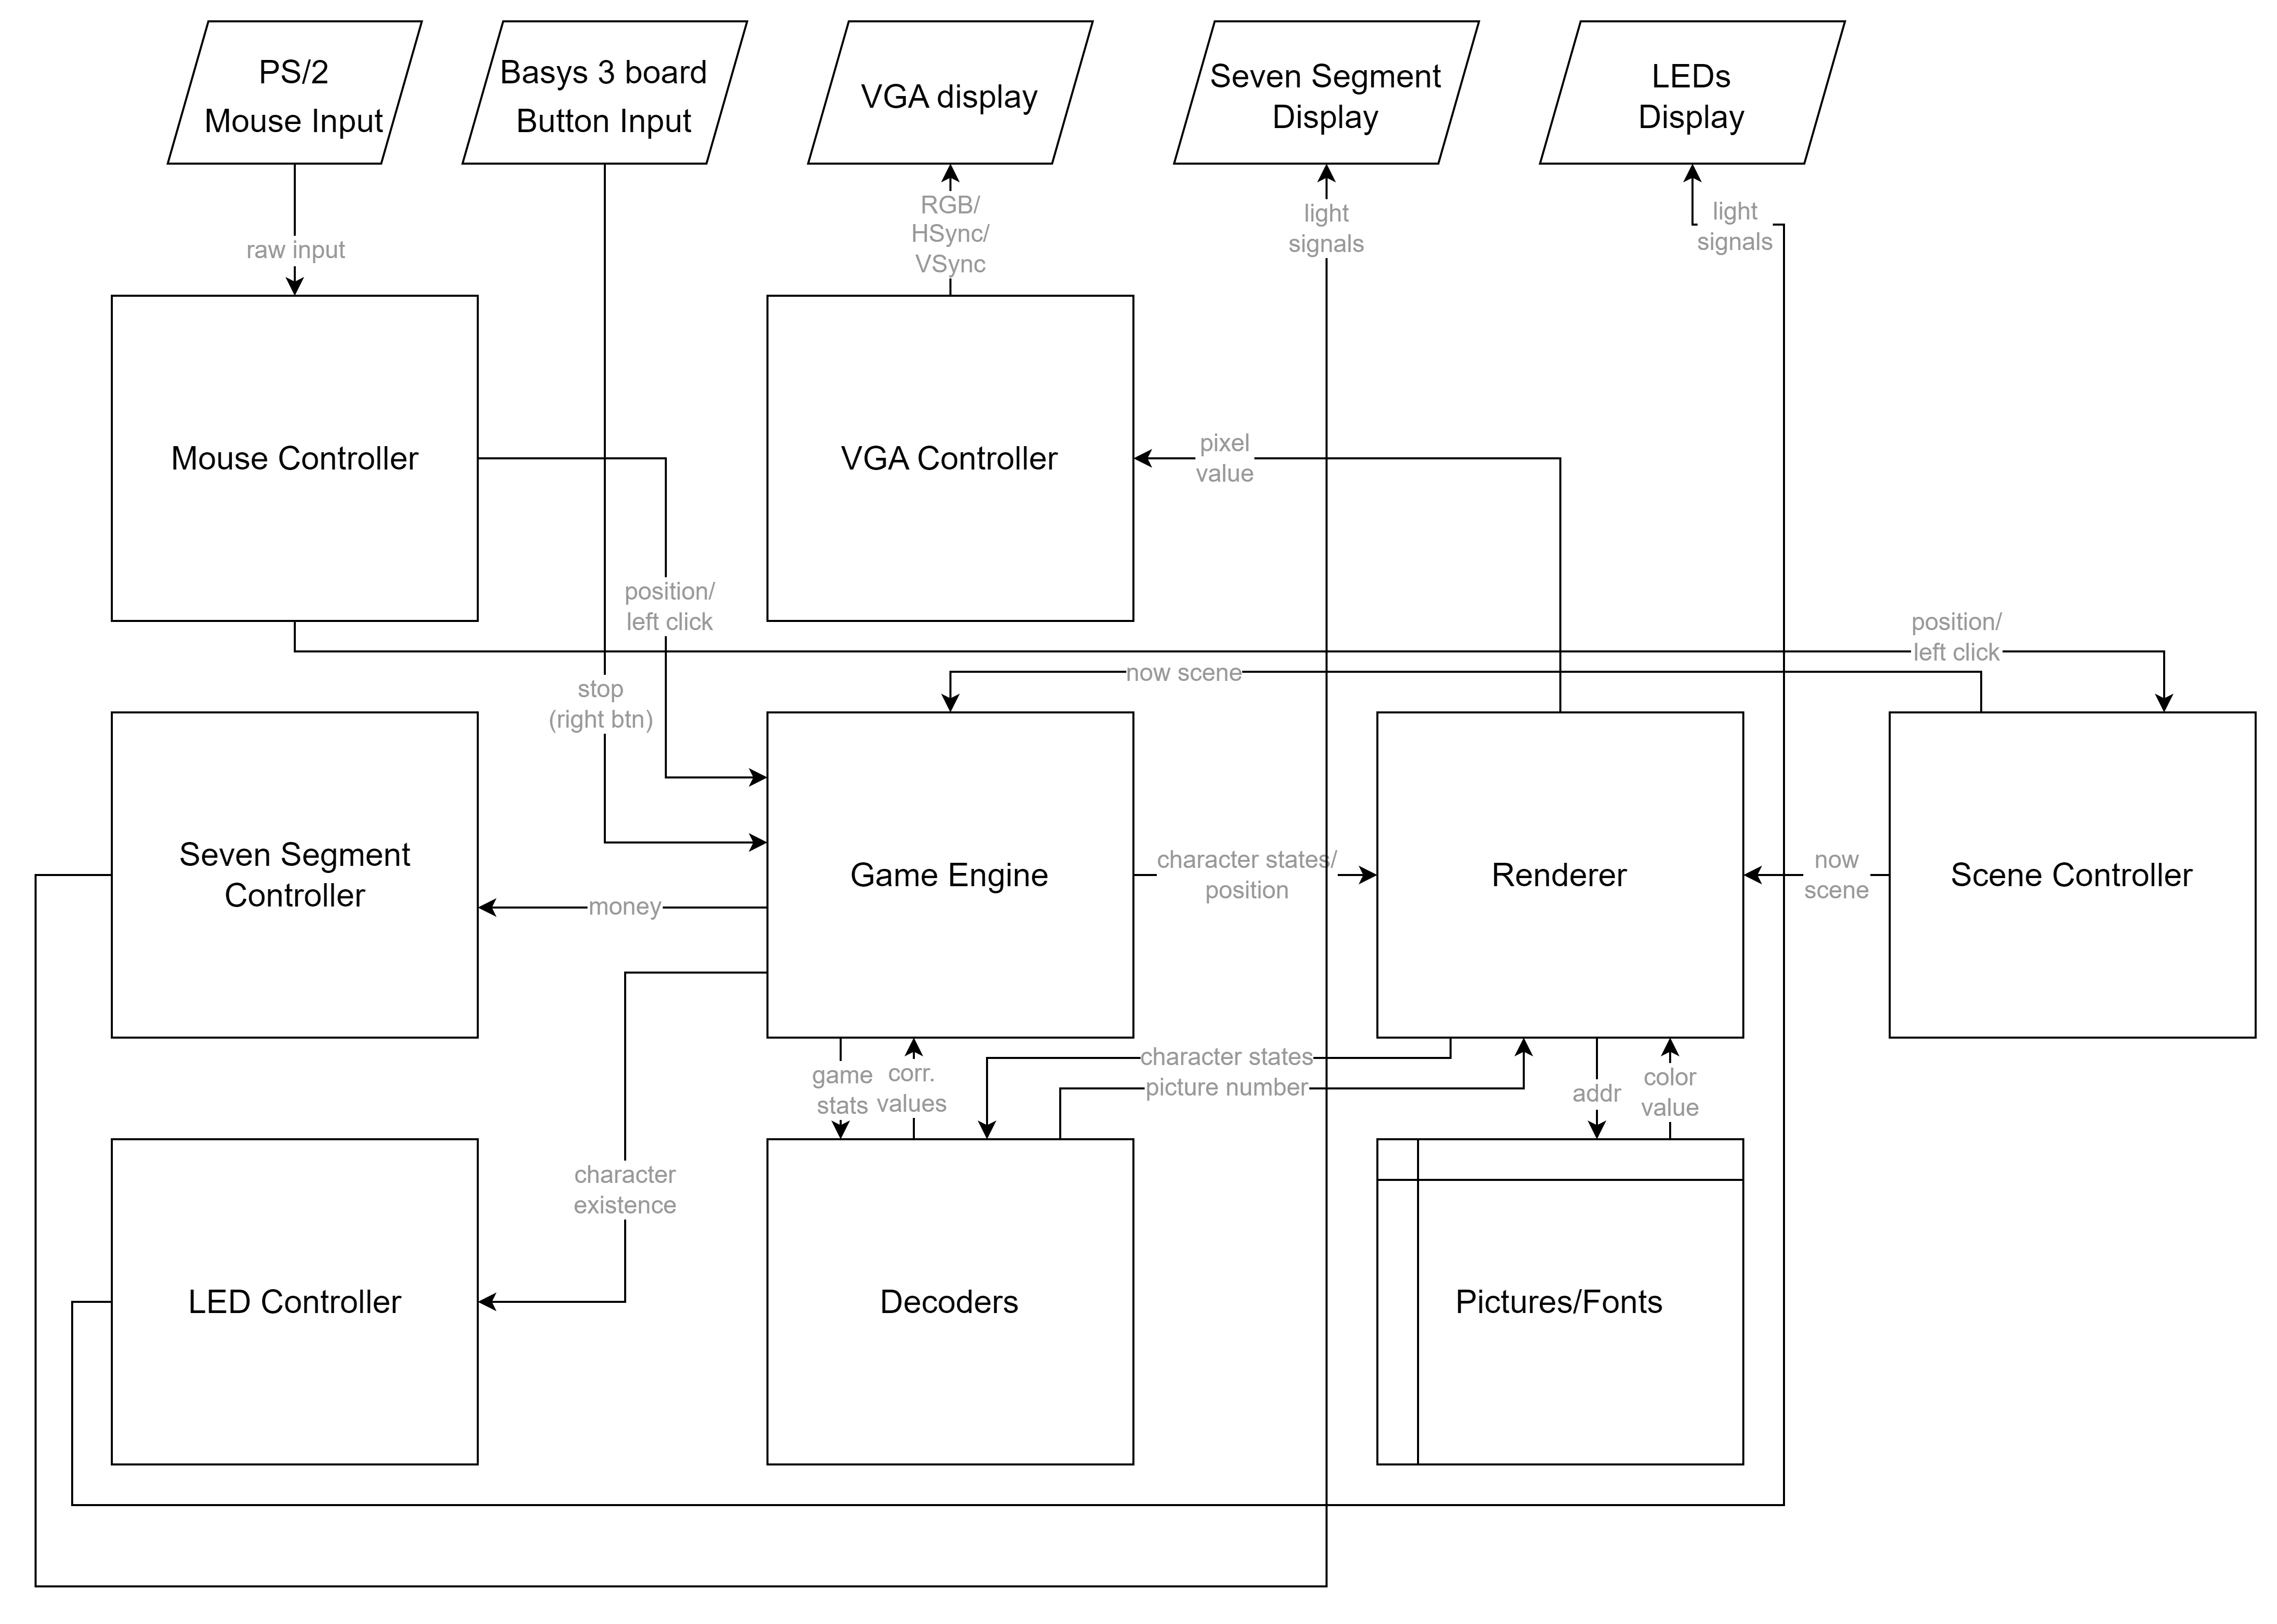 PS/2
Mouse Input
Basys 3 board
Button Input
VGA display
Seven Segment
Display
LEDs
Display
raw input
RGB/
HSync/
VSync
light
signals
light
signals
Mouse Controller
VGA Controller
pixel
value
position/
left click
position/
left click
now scene
stop
(right btn)
Seven Segment
Controller
Game Engine
character states/
position
Renderer
now
scene
Scene Controller
money
game
stats
corr.
values
character states
picture number
addr
color
value
character
existence
LED Controller
Decoders
Pictures/Fonts